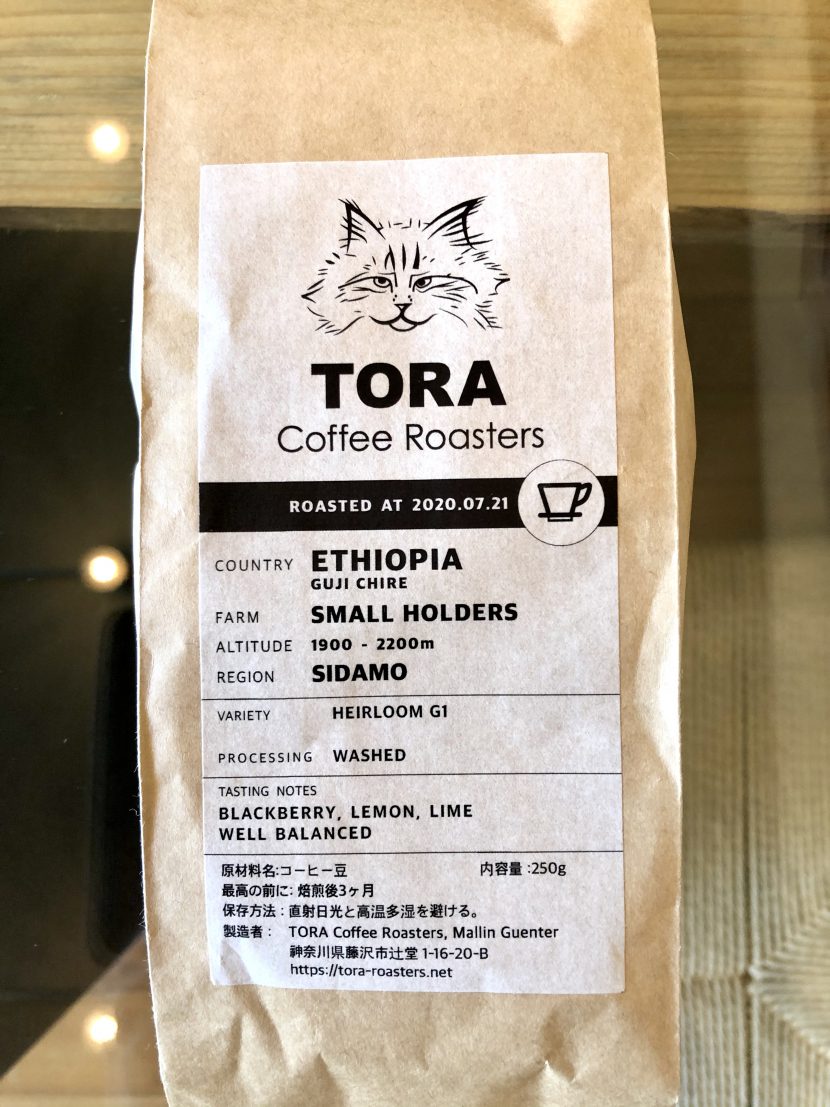 TORA
Coffee Roasters
ROASTED AT 2020.07.21
COUNTRY ETHIOPIA
GUJI CHIRE
FARM SMALL HOLDERS
ALTITUDE 1900 - 2200m
REGION SIDAMO
VARIETY HEIRLOOM G1
PROCESSING WASHED
TASTING NOTES
BLACKBERRY, LEMON, LIME
WELL BALANCED
原材料名:コーヒー豆 内容量 :250g
最高の前に: 焙煎後3ヶ月
保存方法 : 直射日光と高温多湿を避ける。
製造者 : TORA Coffee Roasters, Mallin Guenter
神奈川県藤沢市辻堂 1-16-20-B
https://tora-roasters.net